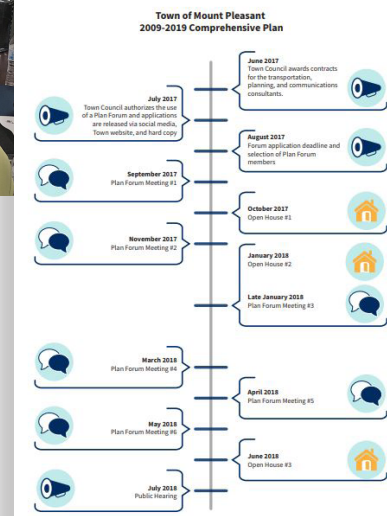 Town of Mount Pleasant
2009-2019 Comprehensive Plan
June 2017
Town Council awards contracts
for the transportation,
planning, and communications
consultants.
July 2017
Town Council authorizes the use
of a Plan Forum and applications
are released via social media,
Town website, and hard copy
August 2017
Forum application deadline and
selection of Plan Forum
members
September 2017
Plan Forum Meeting #1
October 2017
Open House #1
November 2017
Plan Forum Meeting #2
January 2018
Open House #2
Late January 2018
Plan Forum Meeting #3
March 2018
Plan Forum Meeting #4
April 2018
Plan Forum Meeting #5
May 2018
Plan Forum Meeting #6
June 2018
Open House #3
July 2018
Public Hearing